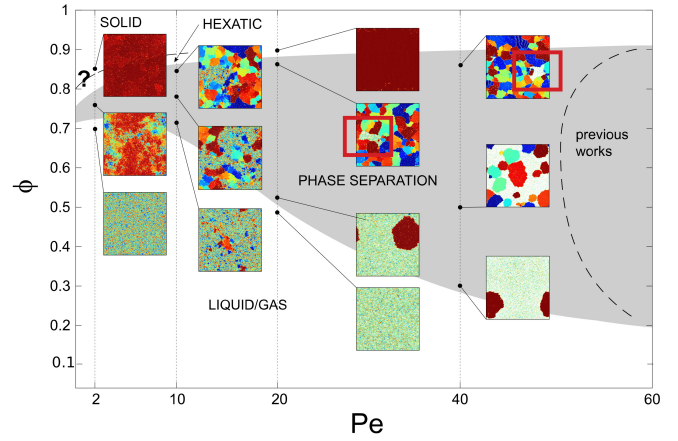 1
0.9
0.8
0.7
0.6
0.5
0.4
0.3
0.2
0.1
ϕ
SOLID
HEXATIC
?
PHASE SEPARATION
previous
works
LIQUID/GAS
2
10
20
40
60
Pe